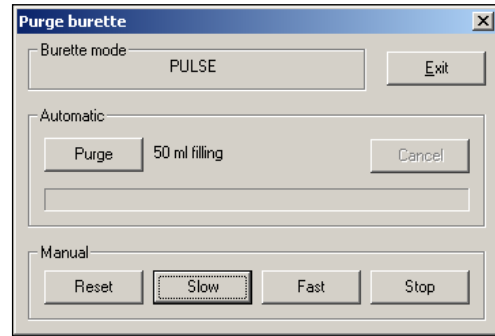 Purge burette
Burette mode
PULSE
Exit
Automatic
Purge 50 ml filling Cancel
Manual
Reset Slow Fast Stop